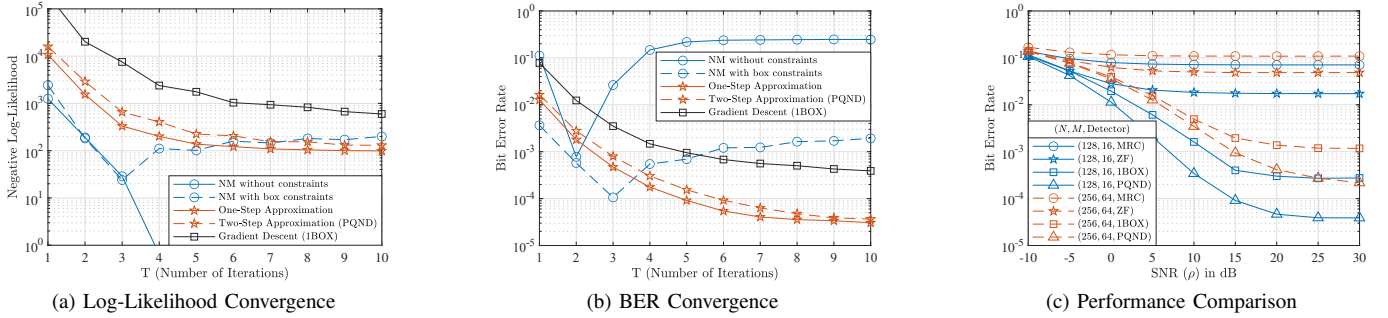 10^5
10^4
10^3
10^2
10^1
10^0
Negative Log-Likelihood
NM without constraints
NM with box constraints
One-Step Approximation
Two-Step Approximation (PQND)
Gradient Descent (1BOX)
1 2 3 4 5 6 7 8 9 10
T (Number of Iterations)
(a) Log-Likelihood Convergence
10^0
10^-1
10^-2
10^-3
10^-4
10^-5
Bit Error Rate
NM without constraints
NM with box constraints
One-Step Approximation
Two-Step Approximation (PQND)
Gradient Descent (1BOX)
1 2 3 4 5 6 7 8 9 10
T (Number of Iterations)
(b) BER Convergence
10^0
10^-1
10^-2
10^-3
10^-4
10^-5
Bit Error Rate
(N, M, Detector)
(128, 16, MRC)
(128, 16, ZF)
(128, 16, 1BOX)
(128, 16, PQND)
(256, 64, MRC)
(256, 64, ZF)
(256, 64, 1BOX)
(256, 64, PQND)
-10 -5 0 5 10 15 20 25 30
SNR (ρ) in dB
(c) Performance Comparison